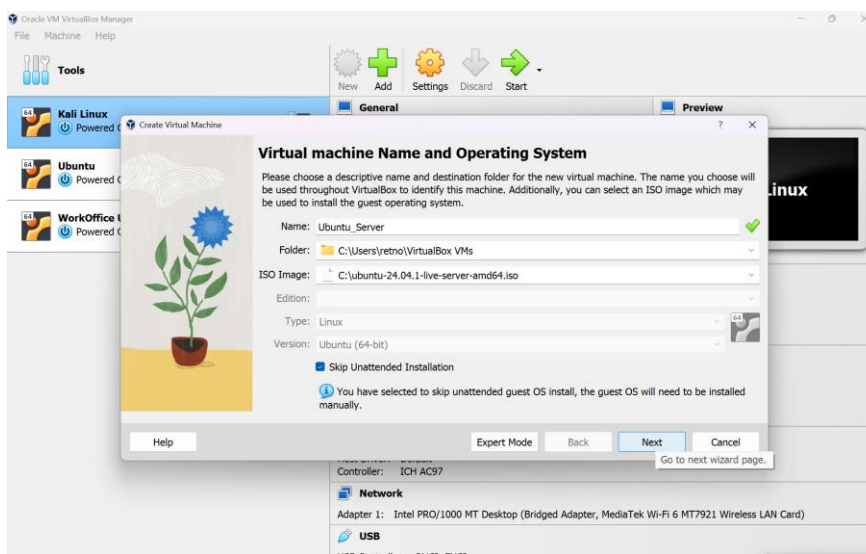 Oracle VM VirtualBox Manager
File Machine Help
Tools
New Add Settings Discard Start
Kali Linux
Powered
Ubuntu
Powered
WorkOffice
Powered
General
Preview
Linux
Create Virtual Machine
Virtual machine Name and Operating System
Please choose a descriptive name and destination folder for the new virtual machine. The name you choose will
be used throughout VirtualBox to identify this machine. Additionally, you can select an ISO image which may
be used to install the guest operating system.
Name: Ubuntu_Server
Folder: C:\Users\retno\VirtualBox VMs
ISO Image: C:\ubuntu-24.04.1-live-server-amd64.iso
Edition:
Type: Linux
Version: Ubuntu (64-bit)
Skip Unattended Installation
You have selected to skip unattended guest OS install, the guest OS will need to be installed
manually.
Help Expert Mode Back Next Cancel
Go to next wizard page.
Controller: ICH AC97
Network
Adapter 1: Intel PRO/1000 MT Desktop (Bridged Adapter, MediaTek Wi-Fi 6 MT7921 Wireless LAN Card)
USB